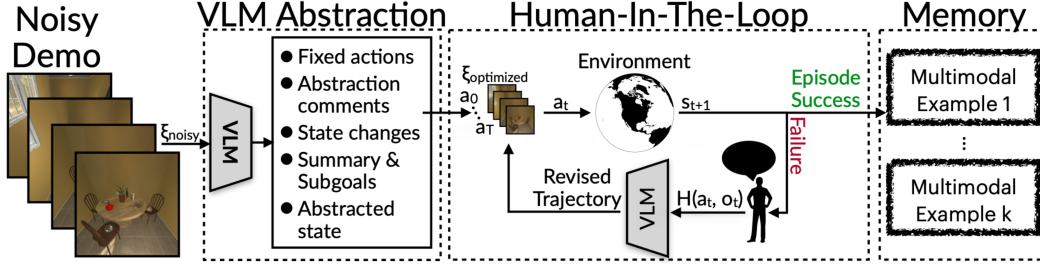 Noisy
Demo
ξnoisy
VLM Abstraction
VLM
● Fixed actions
● Abstraction
comments
● State changes
● Summary &
Subgoals
● Abstracted
state
Human-In-The-Loop
ξoptimized
a0
aT
at
Environment
st+1
Episode
Success
Failure
H(at, ot)
VLM
Revised
Trajectory
Memory
Multimodal
Example 1
...
Multimodal
Example k